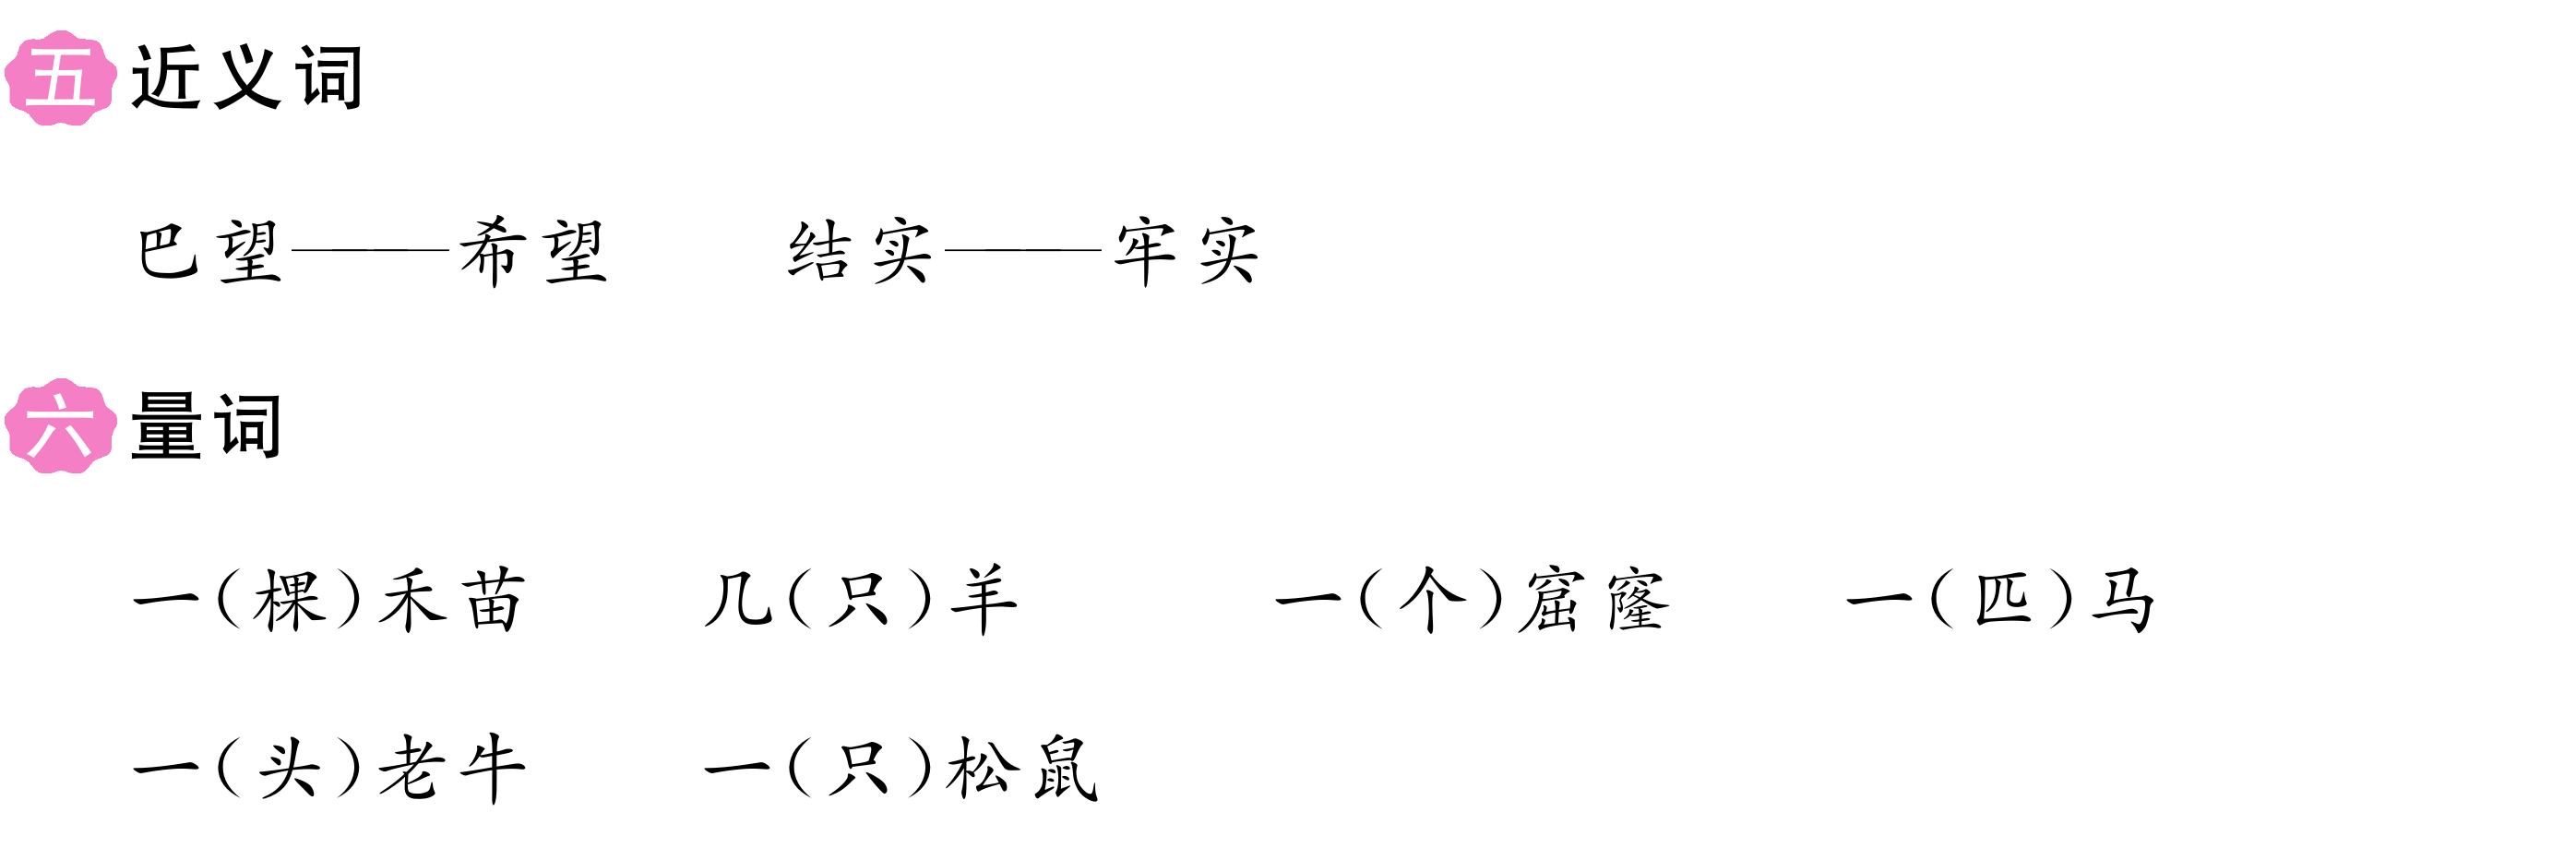 五 近义词
巴望——希望 结实——牢实
六 量词
一(棵)禾苗 几(只)羊 一(个)窟窿 一(匹)马
一(头)老牛 一(只)松鼠